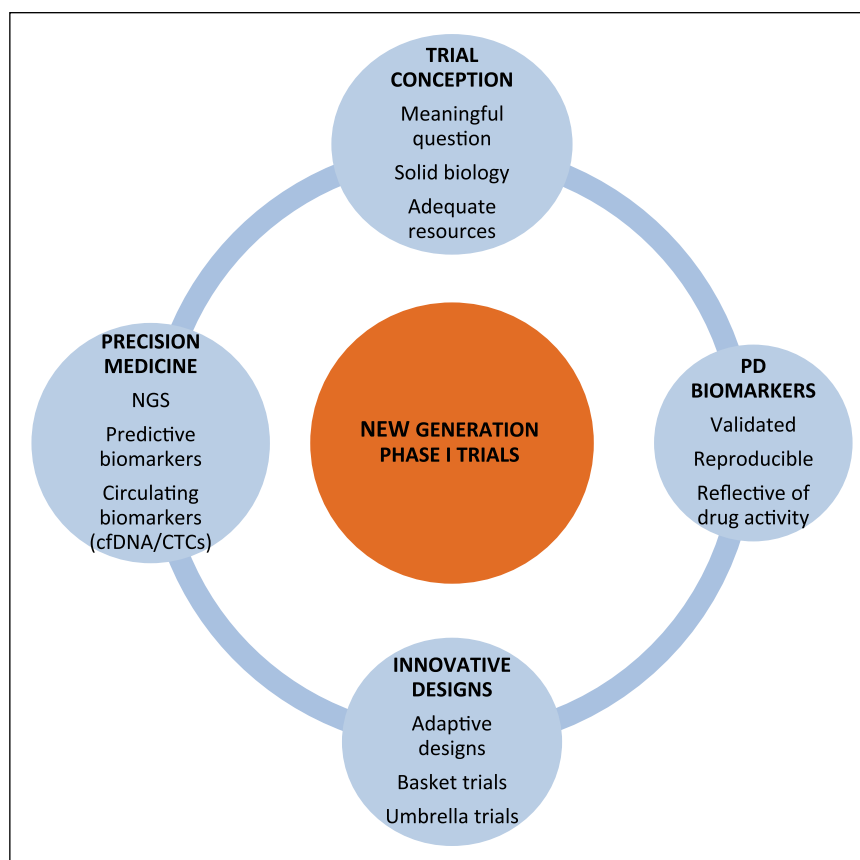 TRIAL
CONCEPTION
Meaningful
question
Solid biology
Adequate
resources
PRECISION
MEDICINE
NGS
Predictive
biomarkers
Circulating
biomarkers
(cfDNA/CTCs)
NEW GENERATION
PHASE I TRIALS
PD
BIOMARKERS
Validated
Reproducible
Reflective of
drug activity
INNOVATIVE
DESIGNS
Adaptive
designs
Basket trials
Umbrella trials